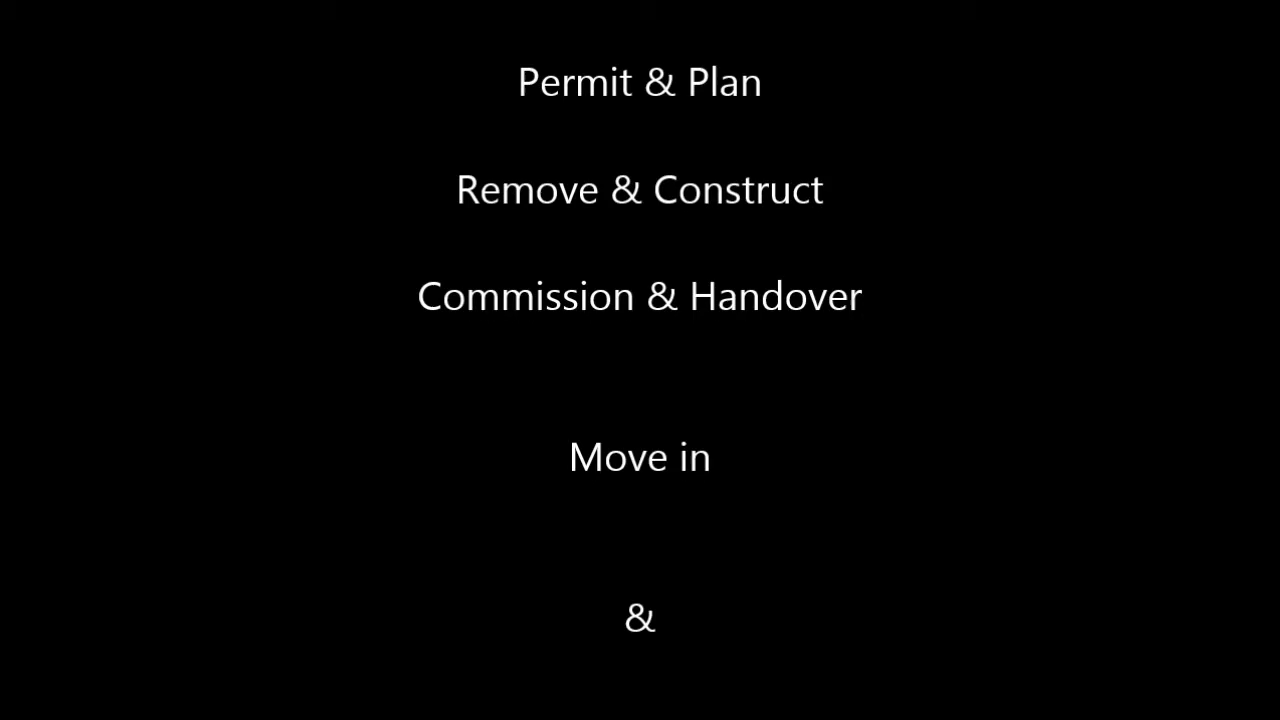 Permit & Plan
Remove & Construct
Commission & Handover
Move in
&